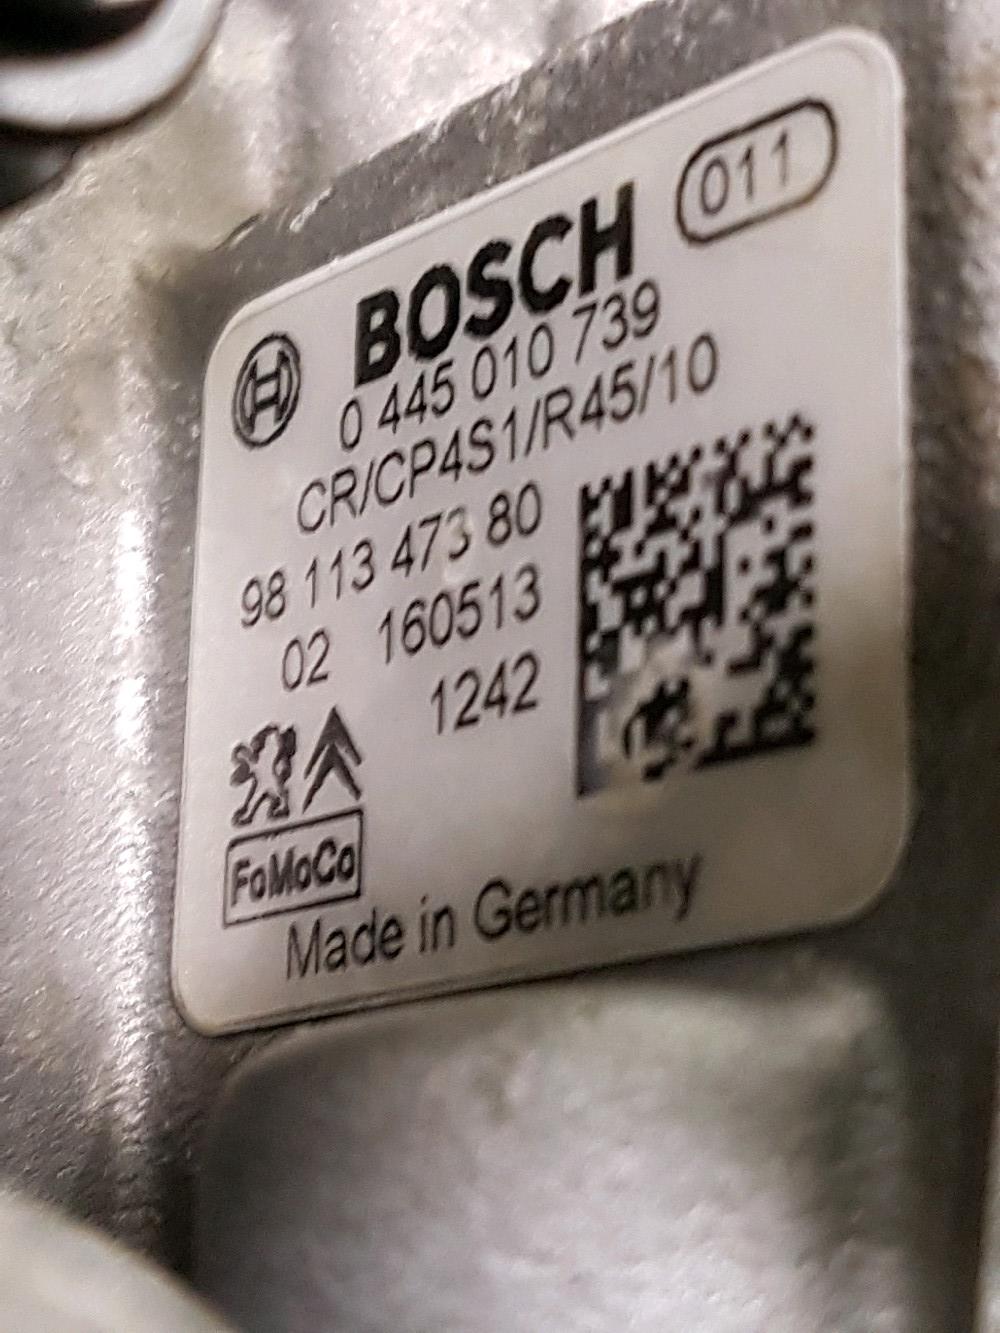 011
BOSCH
0 445 010 739
CR/CP4S1/R45/10
98 113 473 80
02 160513
1242
FoMoCo
Made in Germany